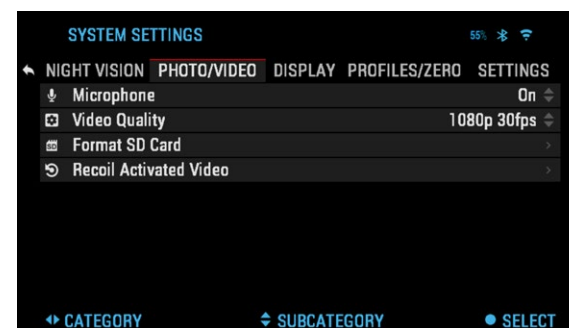 SYSTEM SETTINGS 55%
NIGHT VISION PHOTO/VIDEO DISPLAY PROFILES/ZERO SETTINGS
Microphone On
Video Quality 1080p 30fps
Format SD Card
Recoil Activated Video
CATEGORY SUBCATEGORY SELECT